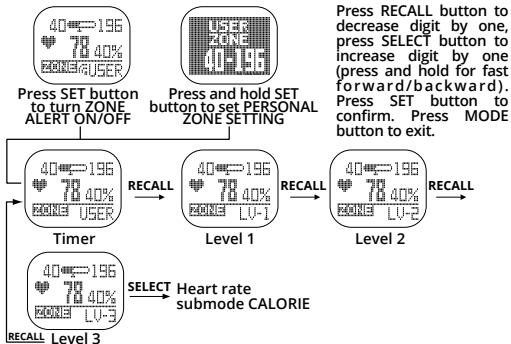 40 196
78 40%
ZONE USER
Press SET button
to turn ZONE
ALERT ON/OFF
USER
ZONE
40-196
Press and hold SET
button to set PERSONAL
ZONE SETTING
Press RECALL button to
decrease digit by one,
press SELECT button to
increase digit by one
(press and hold for fast
forward/backward).
Press SET button to
confirm. Press MODE
button to exit.
40 196
78 40%
ZONE USER
Timer
RECALL
40 196
78 40%
ZONE LV-1
Level 1
RECALL
40 196
78 40%
ZONE LV-2
Level 2
RECALL
40 196
78 40%
ZONE LV-3
RECALL Level 3
SELECT
Heart rate
submode CALORIE